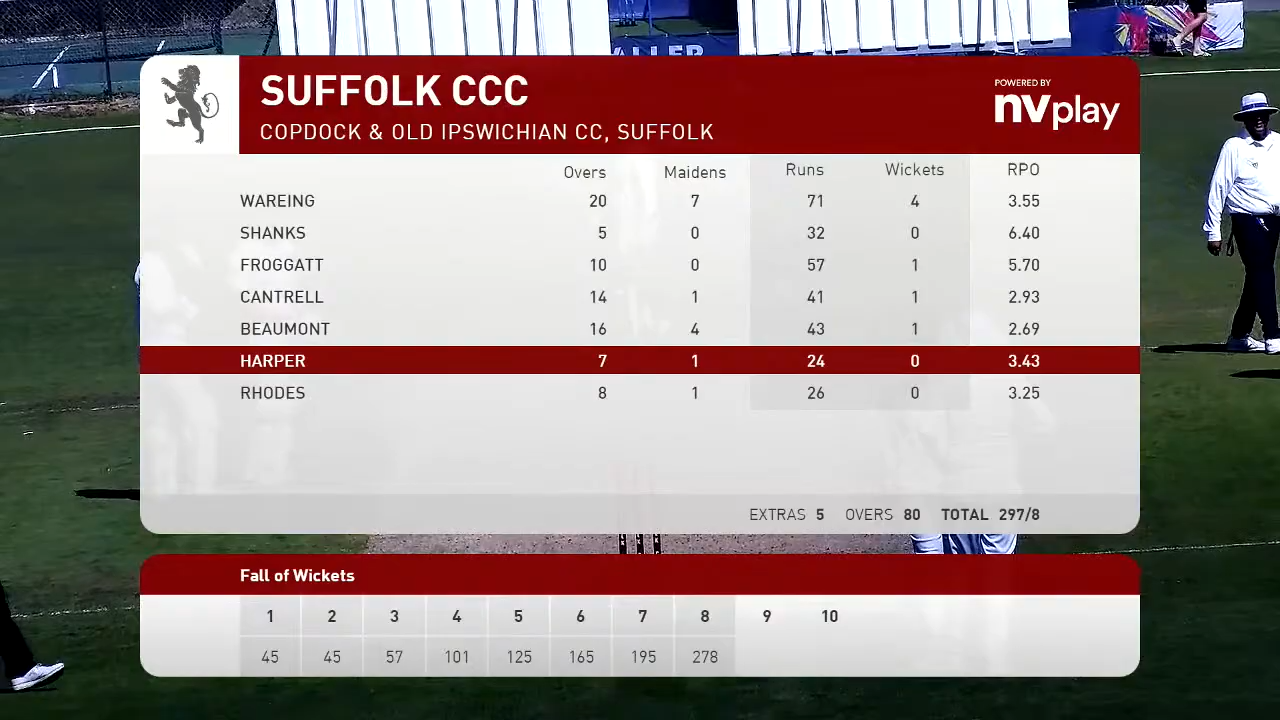 ALLER
SUFFOLK CCC
COPDOCK & OLD IPSWICHIAN CC, SUFFOLK
POWERED BY
nvplay
Overs Maidens Runs Wickets RPO
WAREING 20 7 71 4 3.55
SHANKS 5 0 32 0 6.40
FROGGATT 10 0 57 1 5.70
CANTRELL 14 1 41 1 2.93
BEAUMONT 16 4 43 1 2.69
HARPER 7 1 24 0 3.43
RHODES 8 1 26 0 3.25
EXTRAS 5 OVERS 80 TOTAL 297/8
Fall of Wickets
1 2 3 4 5 6 7 8 9 10
45 45 57 101 125 165 195 278